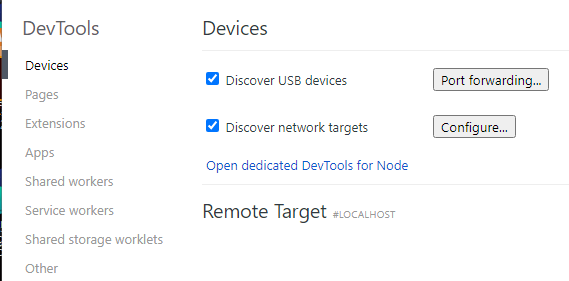 DevTools
Devices
Pages
Extensions
Apps
Shared workers
Service workers
Shared storage worklets
Other
Devices
Discover USB devices
Port forwarding...
Discover network targets
Configure...
Open dedicated DevTools for Node
Remote Target #LOCALHOST